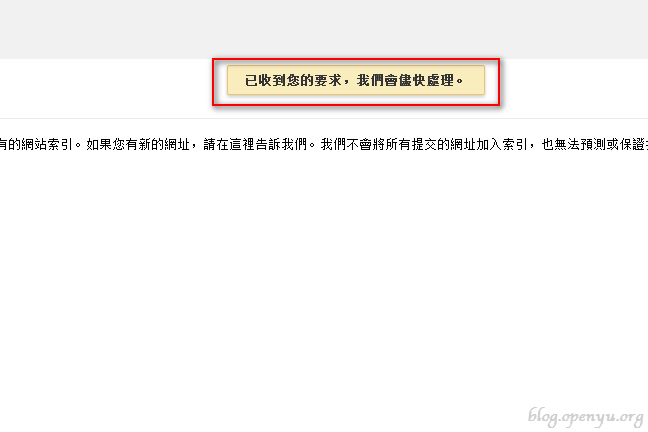 已收到您的要求，我們會儘快處理。
有的網站索引。如果您有新的網址，請在這裡告訴我們。我們不會將所有提交的網址加入索引，也無法預測或保證
blog.openyu.org